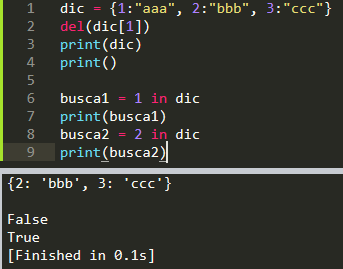 1 dic = {1:"aaa", 2:"bbb", 3:"ccc"}
2 del(dic[1])
3 print(dic)
4 print()
5
6 busca1 = 1 in dic
7 print(busca1)
8 busca2 = 2 in dic
9 print(busca2)
{2: 'bbb', 3: 'ccc'}

False
True
[Finished in 0.1s]